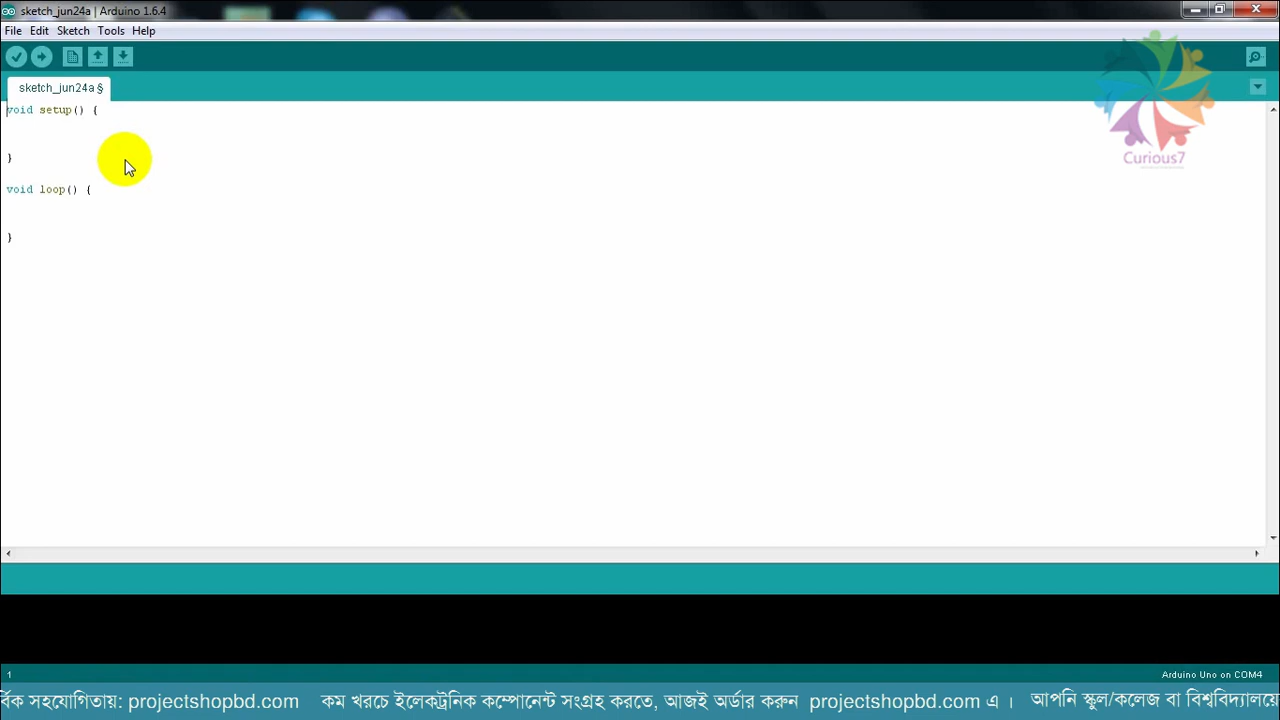 sketch_jun24a | Arduino 1.6.4
File Edit Sketch Tools Help
sketch_jun24a §
void setup() {
}
void loop() {
}
Curious7
1
Arduino Uno on COM4
র্বিক সহযোগিতায়: projectshopbd.com কম খরচে ইলেকট্রনিক কম্পোনেন্ট সংগ্রহ করতে, আজই অর্ডার করুন projectshopbd.com এ । আপনি স্কুল/কলেজ বা বিশ্ববিদ্যালয়ে